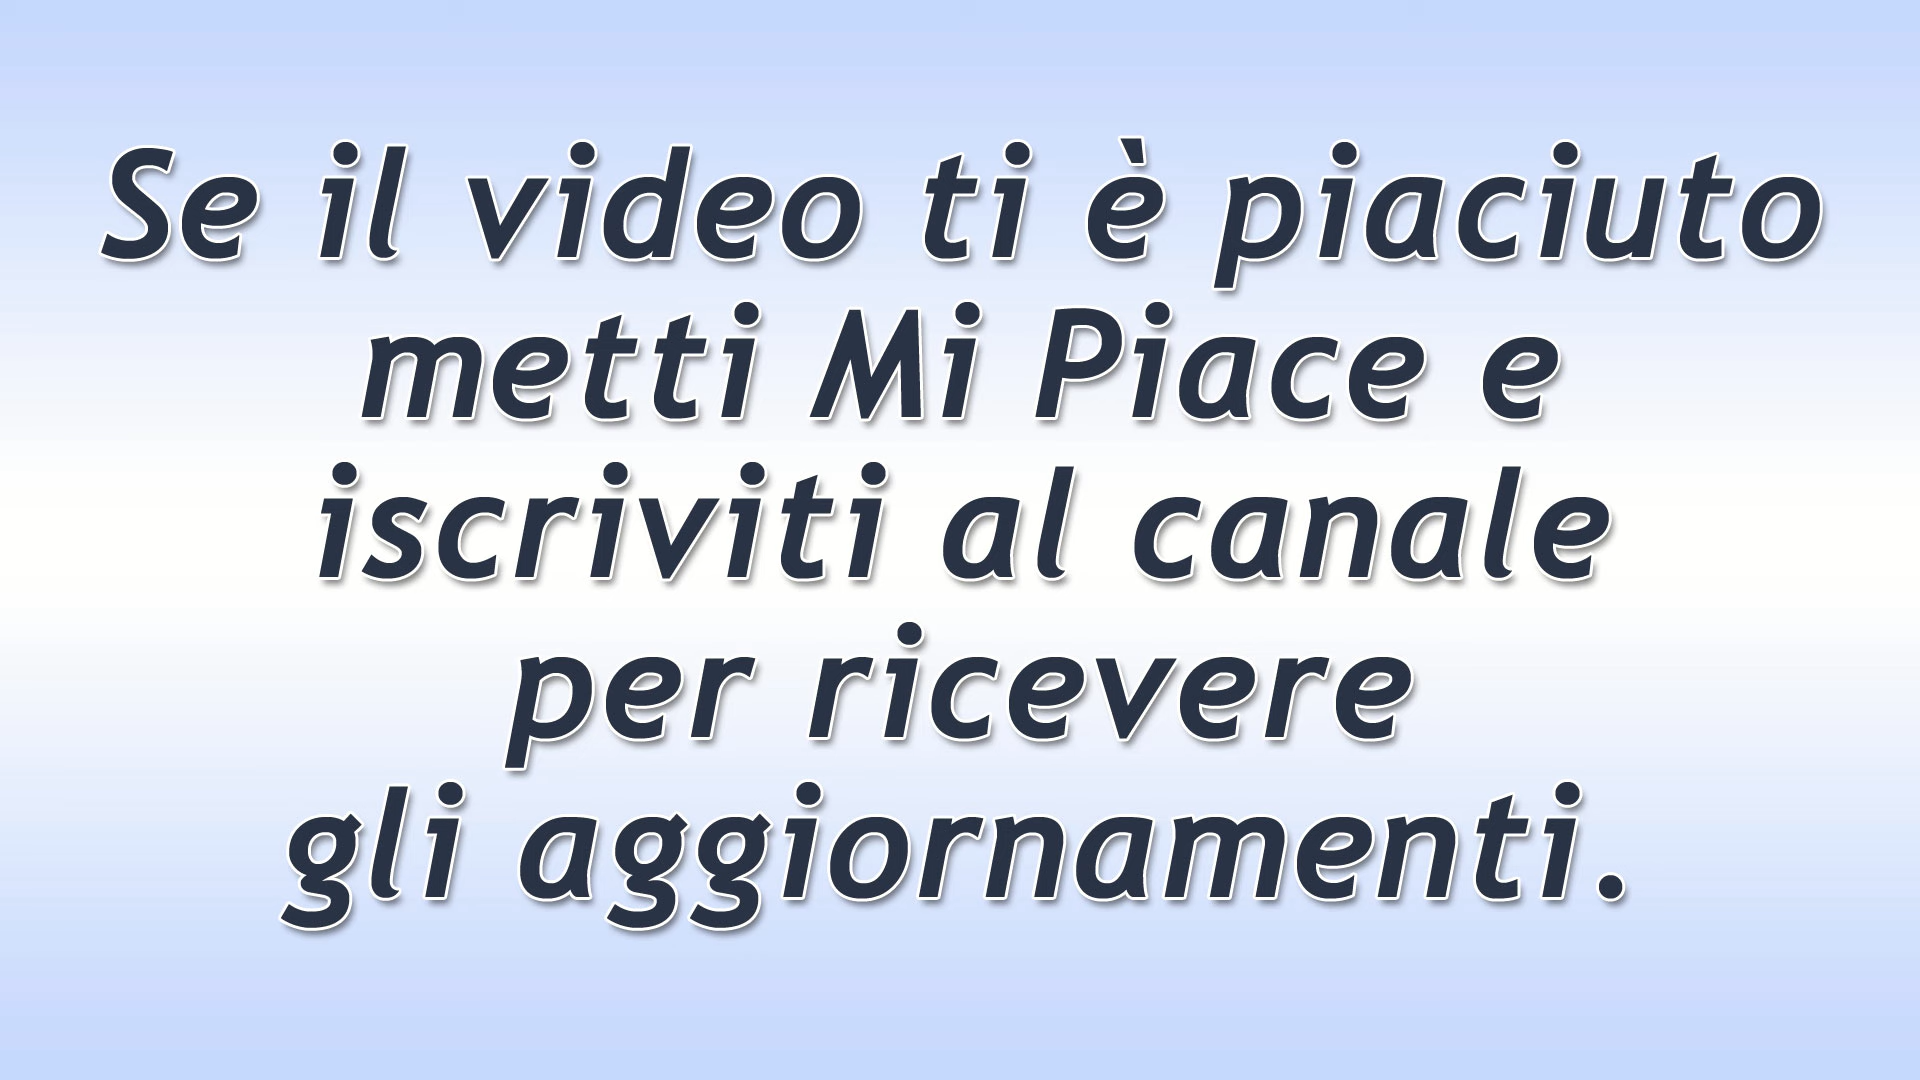 Se il video ti è piaciuto
metti Mi Piace e
iscriviti al canale
per ricevere
gli aggiornamenti.